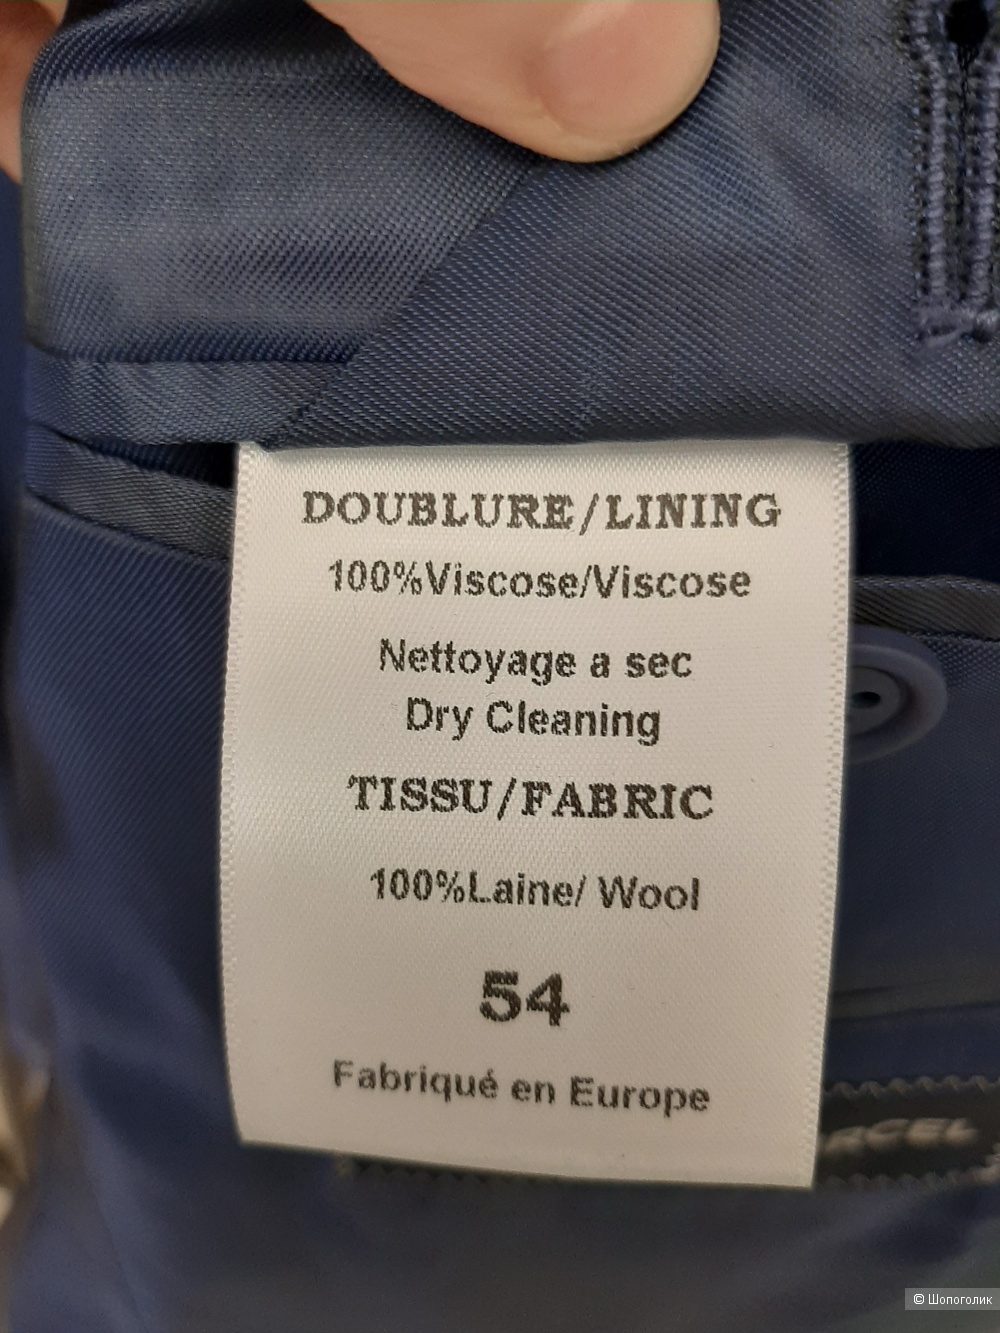 DOUBLURE/LINING
100%Viscose/Viscose
Nettoyage a sec
Dry Cleaning
TISSU/FABRIC
100%Laine/ Wool
54
Fabriqué en Europe
© Шопоголик